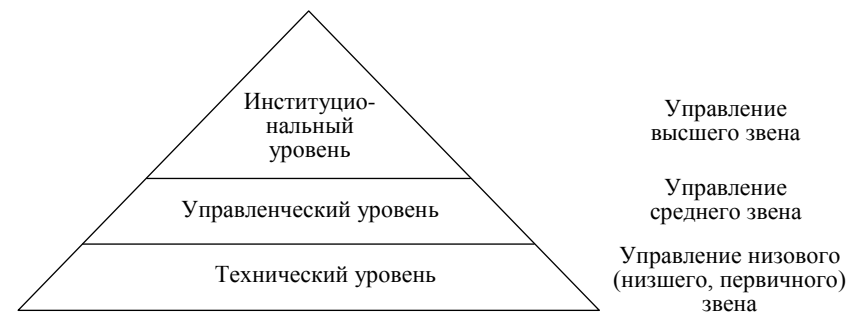 Институцио-
нальный
уровень
Управление
высшего звена
Управленческий уровень
Управление
среднего звена
Технический уровень
Управление низового
(низшего, первичного)
звена